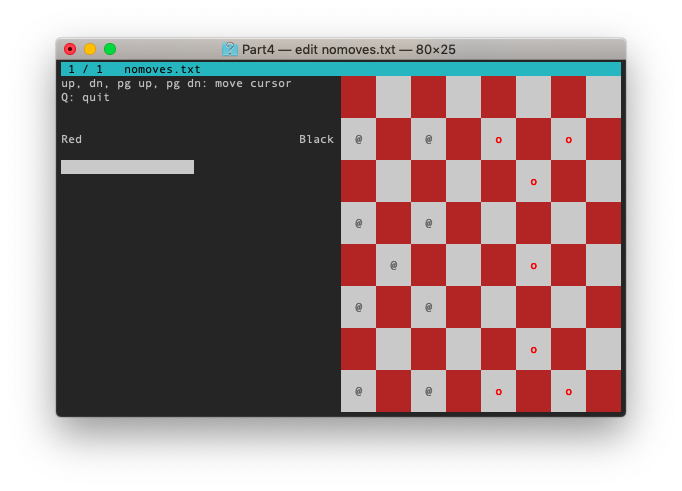 Part4 — edit nomoves.txt — 80×25
1 / 1 nomoves.txt
up, dn, pg up, pg dn: move cursor
Q: quit
Red Black
@ @ o o
o
@ @
@ o
@ @
o
@ @ o o